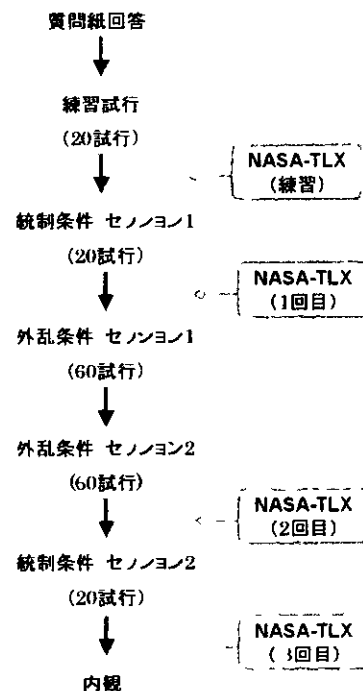 質問紙回答
練習試行
(20試行)
NASA-TLX
(練習)
統制条件 セッション1
(20試行)
NASA-TLX
(1回目)
外乱条件 セッション1
(60試行)
外乱条件 セッション2
(60試行)
NASA-TLX
(2回目)
統制条件 セッション2
(20試行)
NASA-TLX
(3回目)
内観